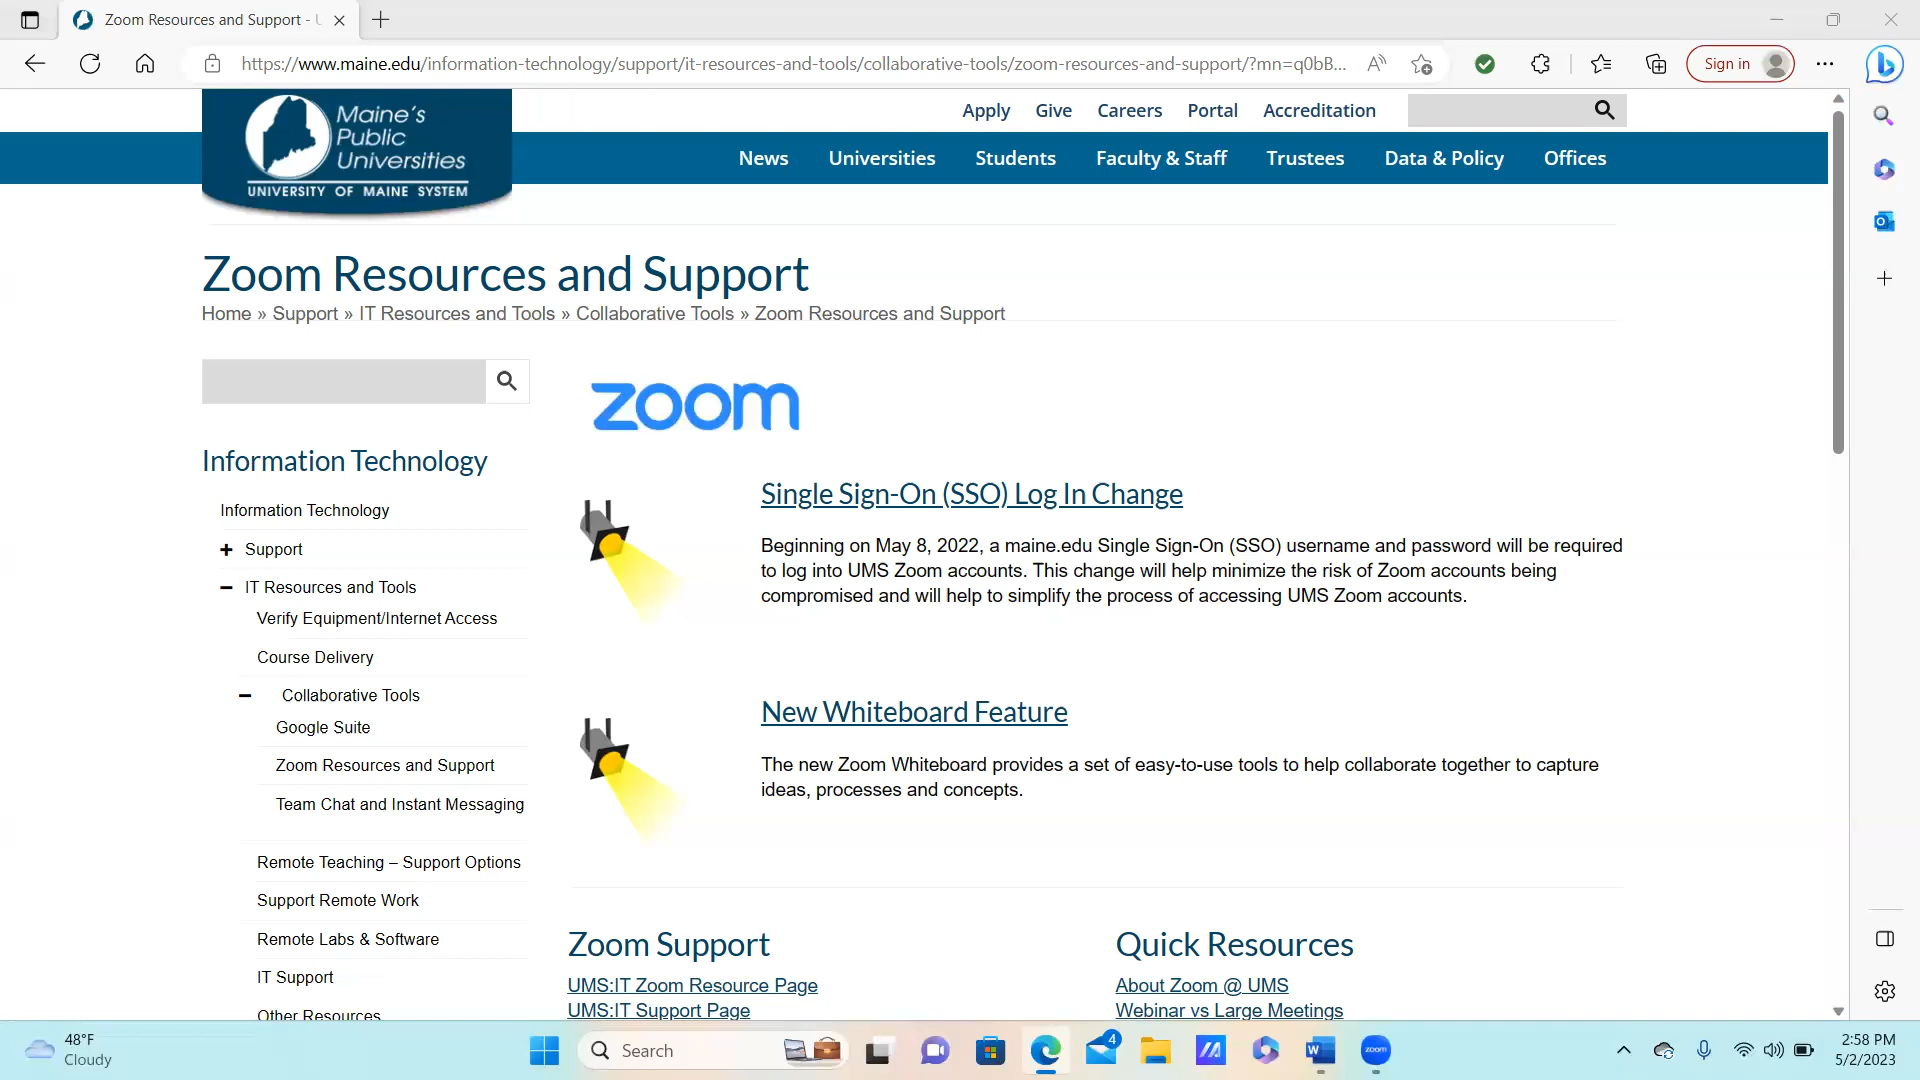 Zoom Resources and Support - U
https://www.maine.edu/information-technology/support/it-resources-and-tools/collaborative-tools/zoom-resources-and-support/?mn=q0bB...
Sign in
Maine's
Public
Universities
UNIVERSITY OF MAINE SYSTEM
Apply Give Careers Portal Accreditation
News Universities Students Faculty & Staff Trustees Data & Policy Offices
Zoom Resources and Support
Home » Support » IT Resources and Tools » Collaborative Tools » Zoom Resources and Support
zoom
Information Technology
Information Technology
Support
IT Resources and Tools
Verify Equipment/Internet Access
Course Delivery
Collaborative Tools
Google Suite
Zoom Resources and Support
Team Chat and Instant Messaging
Remote Teaching – Support Options
Support Remote Work
Remote Labs & Software
IT Support
Other Resources
Single Sign-On (SSO) Log In Change
Beginning on May 8, 2022, a maine.edu Single Sign-On (SSO) username and password will be required
to log into UMS Zoom accounts. This change will help minimize the risk of Zoom accounts being
compromised and will help to simplify the process of accessing UMS Zoom accounts.
New Whiteboard Feature
The new Zoom Whiteboard provides a set of easy-to-use tools to help collaborate together to capture
ideas, processes and concepts.
Zoom Support
UMS:IT Zoom Resource Page
UMS:IT Support Page
Quick Resources
About Zoom @ UMS
Webinar vs Large Meetings
48°F
Cloudy
Search
4
W
zoom
2:58 PM
5/2/2023